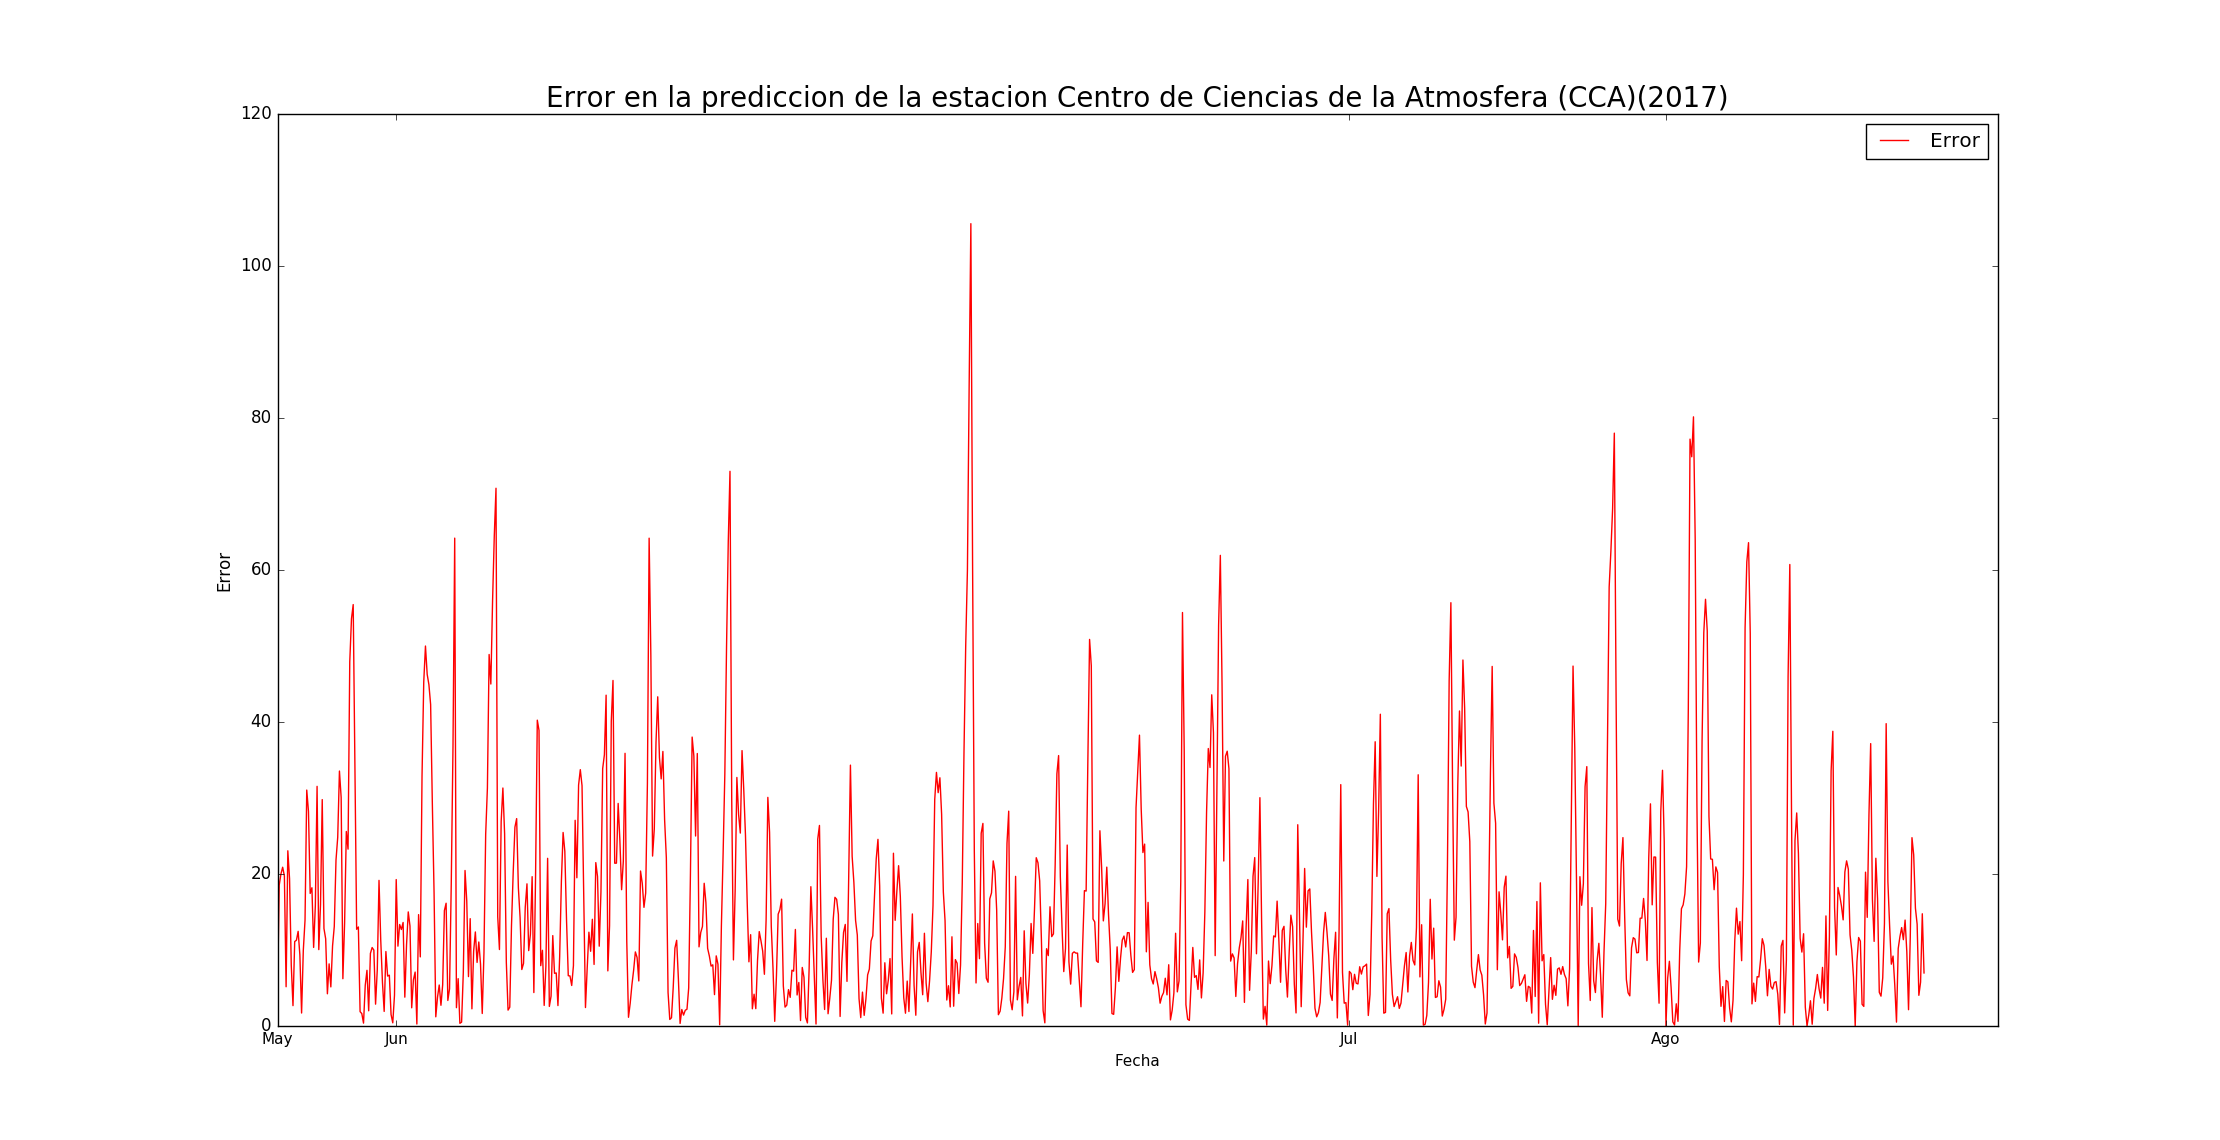 Error en la prediccion de la estacion Centro de Ciencias de la Atmosfera (CCA)(2017)
120
100
80
60
40
20
0
Error
Error
May
Jun
Jul
Ago
Fecha